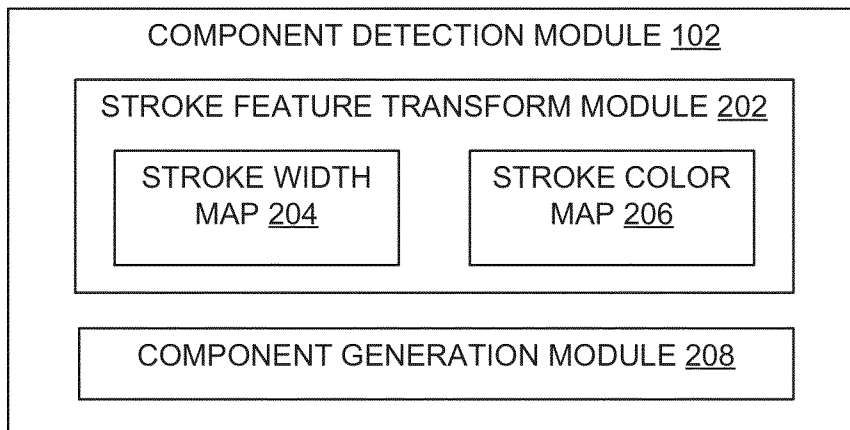 COMPONENT DETECTION MODULE 102
STROKE FEATURE TRANSFORM MODULE 202
STROKE WIDTH
MAP 204
STROKE COLOR
MAP 206
COMPONENT GENERATION MODULE 208